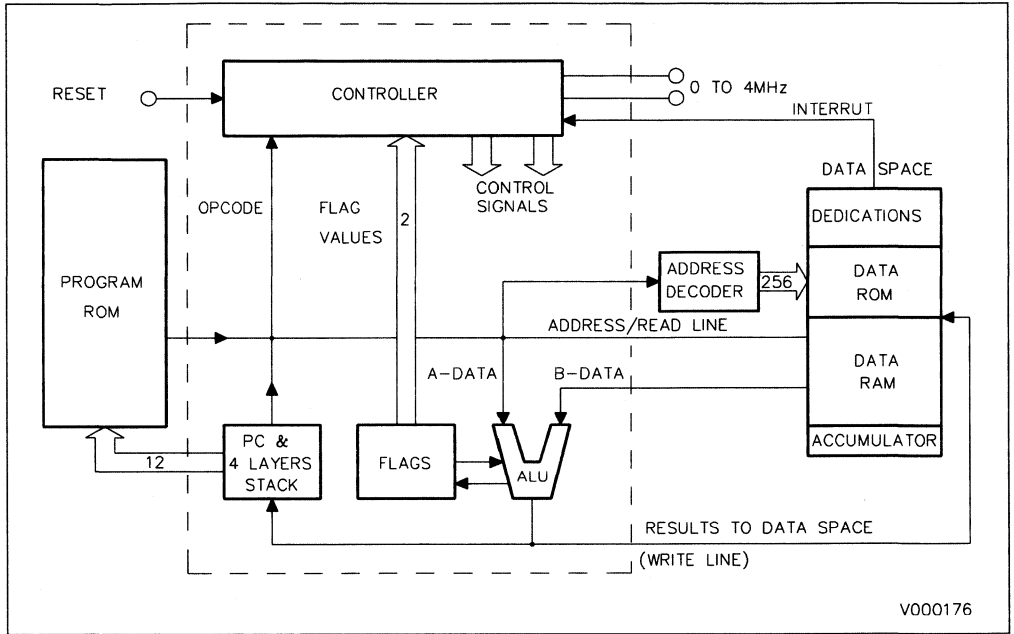 RESET
CONTROLLER
0 TO 4MHz
INTERRUT
OPCODE
FLAG
VALUES
2
CONTROL
SIGNALS
DATA SPACE
DEDICATIONS
PROGRAM
ROM
ADDRESS
DECODER
256
DATA
ROM
ADDRESS/READ LINE
A-DATA
B-DATA
DATA
RAM
ACCUMULATOR
12
PC &
4 LAYERS
STACK
FLAGS
ALU
RESULTS TO DATA SPACE
(WRITE LINE)
V000176